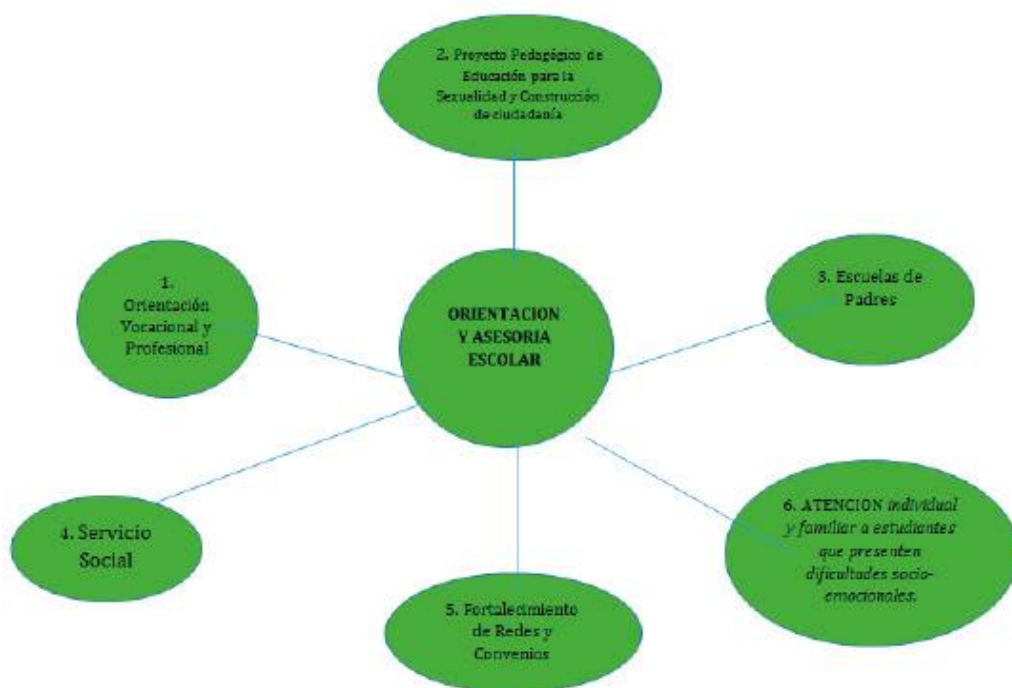 2. Proyecto Pedagógico de
Educación para la
Sexualidad y Construcción
de ciudadanía
1.
Orientación
Vocacional y
Profesional
ORIENTACION
Y ASESORIA
ESCOLAR
3. Escuelas de
Padres
4. Servicio
Social
5. Fortalecimiento
de Redes y
Convenios
6. ATENCION individual
y familiar a estudiantes
que presenten
dificultades socio-
emocionales.